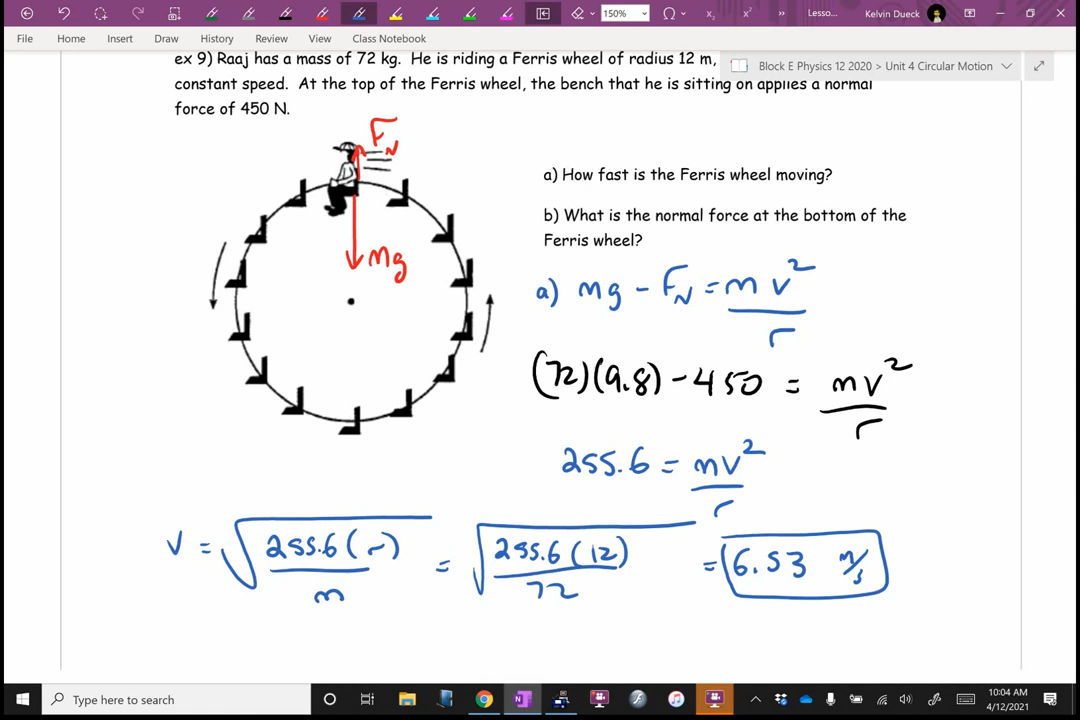 150%
Lesso...
Kelvin Dueck
File Home Insert Draw History Review View Class Notebook
Block E Physics 12 2020 > Unit 4 Circular Motion
ex 9) Raaj has a mass of 72 kg. He is riding a Ferris wheel of radius 12 m,
constant speed. At the top of the Ferris wheel, the bench that he is sitting on applies a normal
force of 450 N.
FN
mg
a) How fast is the Ferris wheel moving?
b) What is the normal force at the bottom of the
Ferris wheel?
a) mg - FN = mv²/r
(72)(9.8) - 450 = mv²/r
255.6 = mv²/r
v = √255.6(r)/m = √255.6(12)/72 = 6.53 m/s
Type here to search
10:04 AM
4/12/2021